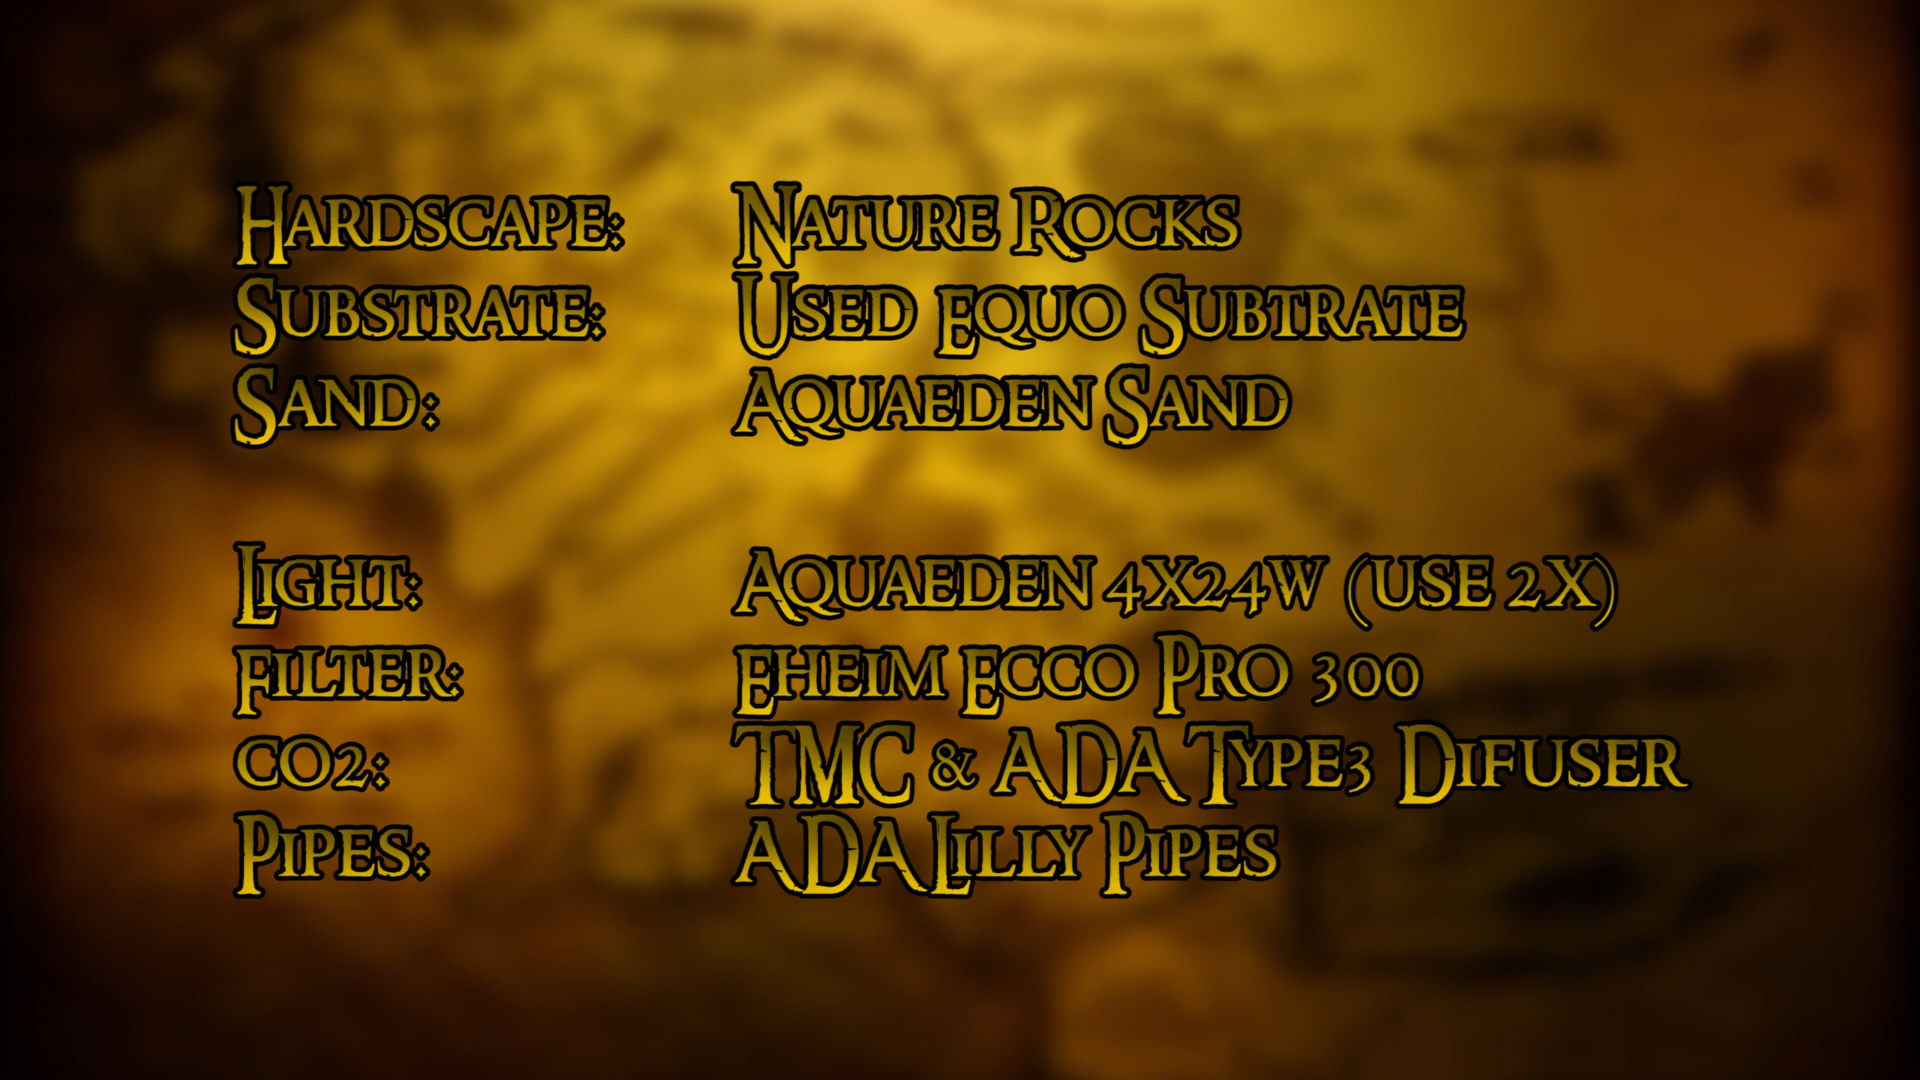 Hardscape: Nature Rocks
Substrate: Used Equo Subtrate
Sand: Aquaeden Sand
Light: Aquaeden 4x24w (use 2x)
Filter: Eheim Ecco Pro 300
co2: TMC & ADA Type3 Difuser
Pipes: ADA Lilly Pipes